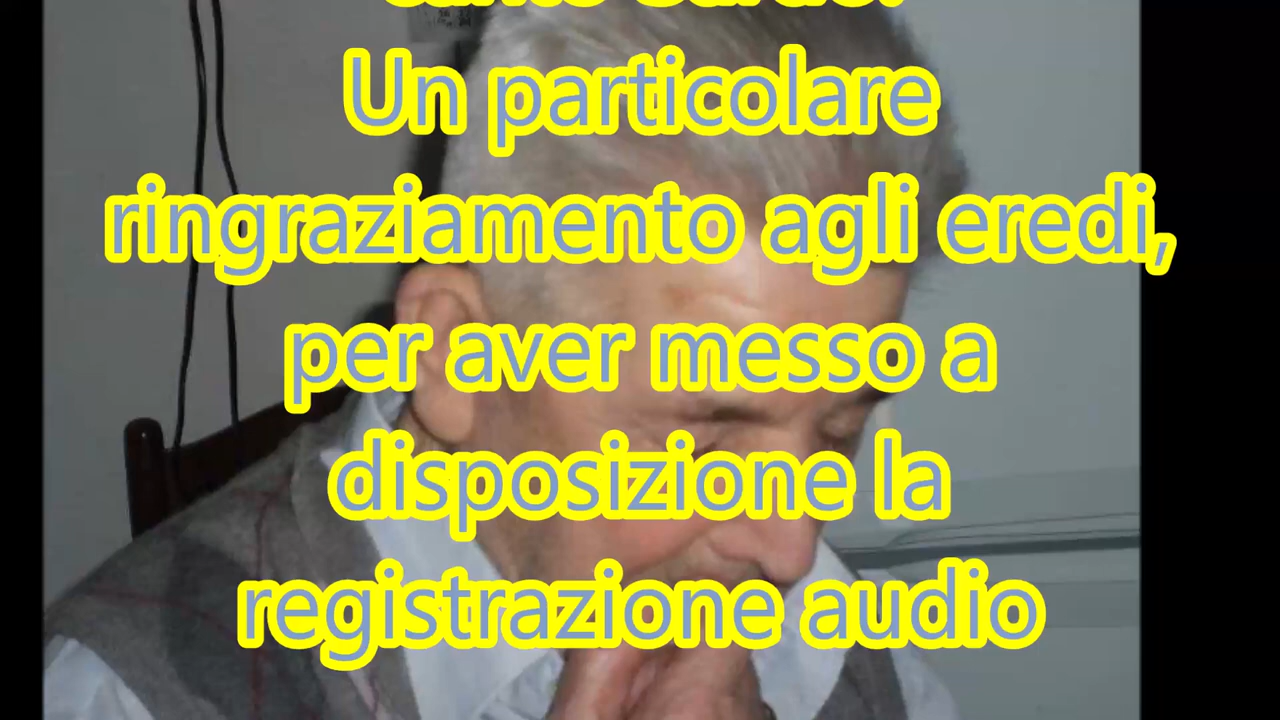 Un particolare
ringraziamento agli eredi,
per aver messo a
disposizione la
registrazione audio